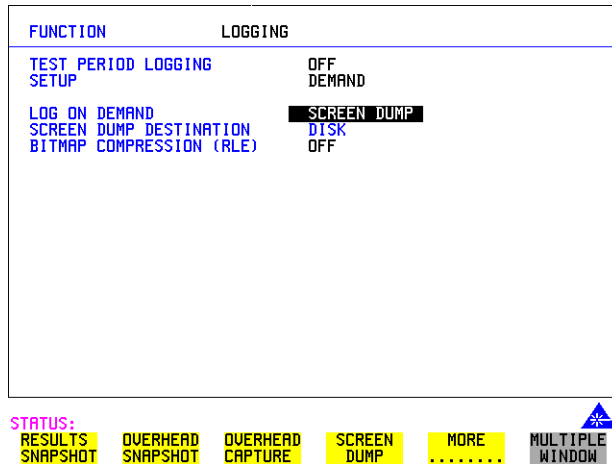 FUNCTION LOGGING
TEST PERIOD LOGGING OFF
SETUP DEMAND
LOG ON DEMAND SCREEN DUMP
SCREEN DUMP DESTINATION DISK
BITMAP COMPRESSION (RLE) OFF
STATUS:
RESULTS OVERHEAD OVERHEAD SCREEN MORE MULTIPLE
SNAPSHOT SNAPSHOT CAPTURE DUMP ........ WINDOW